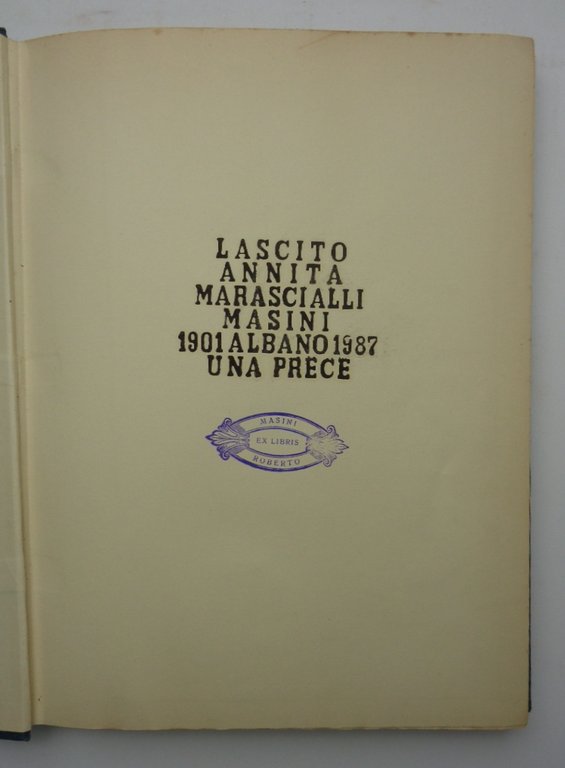 LASCITO
ANNITA
MARASCIALLI
MASINI
1901 ALBANO 1987
UNA PRECE
MASINI
EX LIBRIS
ROBERTO